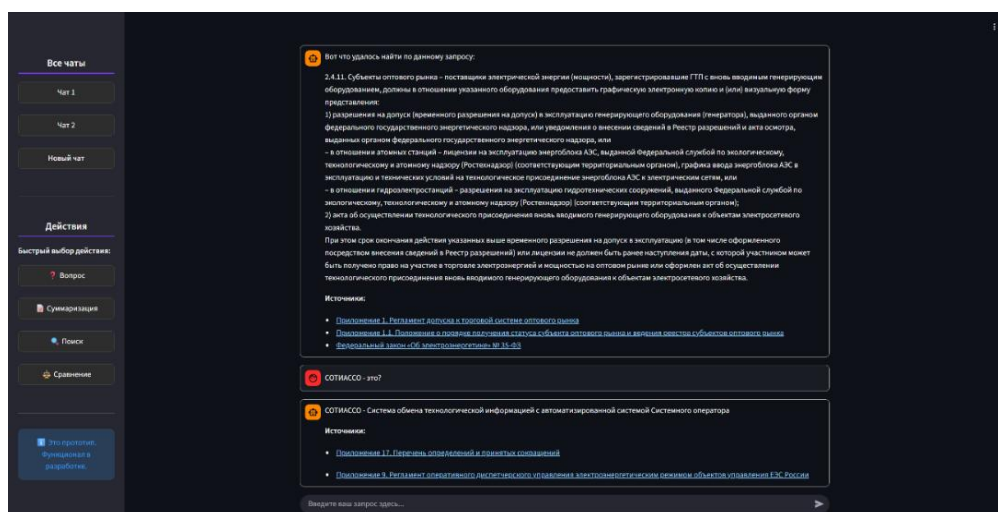 Все чаты
Чат 1
Чат 2
Новый чат
Действия
Быстрый выбор действия:
❓ Вопрос
Суммаризация
Поиск
Сравнение
Это прототип.
Функционал в
разработке.
Вот что удалось найти по данному запросу:
2.4.11. Субъекты оптового рынка – поставщики электрической энергии (мощности), зарегистрировавшие ГТП с вновь вводимым генерирующим
оборудованием, должны в отношении указанного оборудования предоставить графическую электронную копию и (или) визуальную форму
представления:
1) разрешения на допуск (временного разрешения на допуск) в эксплуатацию генерирующего оборудования (генератора), выданного органом
федерального государственного энергетического надзора, или уведомления о внесении сведений в Реестр разрешений и акта осмотра,
выданных органом федерального государственного энергетического надзора, или
– в отношении атомных станций – лицензии на эксплуатацию энергоблока АЭС, выданной Федеральной службой по экологическому,
технологическому и атомному надзору (Ростехнадзор) (соответствующим территориальным органом), графика ввода энергоблока АЭС в
эксплуатацию и технических условий на технологическое присоединение энергоблока АЭС к электрическим сетям, или
– в отношении гидроэлектростанций – разрешения на эксплуатацию гидротехнических сооружений, выданного Федеральной службой по
экологическому, технологическому и атомному надзору (Ростехнадзор) (соответствующим территориальным органом);
2) акта об осуществлении технологического присоединения вновь вводимого генерирующего оборудования к объектам электросетевого
хозяйства.
При этом срок окончания действия указанных выше временного разрешения на допуск в эксплуатацию (в том числе оформленного
посредством внесения сведений в Реестр разрешений) или лицензии не должен быть ранее наступления даты, с которой участником может
быть получено право на участие в торговле электроэнергией и мощностью на оптовом рынке или оформлен акт об осуществлении
технологического присоединения вновь вводимого генерирующего оборудования к объектам электросетевого хозяйства.
Источники:
• Приложение 1. Регламент допуска к торговой системе оптового рынка
• Приложение 1.1. Положение о порядке получения статуса субъекта оптового рынка и ведения реестра субъектов оптового рынка
• Федеральный закон «Об электроэнергетике» № 35-ФЗ
СОТИАССО - это?
СОТИАССО - Система обмена технологической информацией с автоматизированной системой Системного оператора
Источники:
• Приложение 17. Перечень определений и принятых сокращений
• Приложение 9. Регламент оперативного диспетчерского управления электроэнергетическим режимом объектов управления ЕЭС России
Введите ваш запрос здесь...